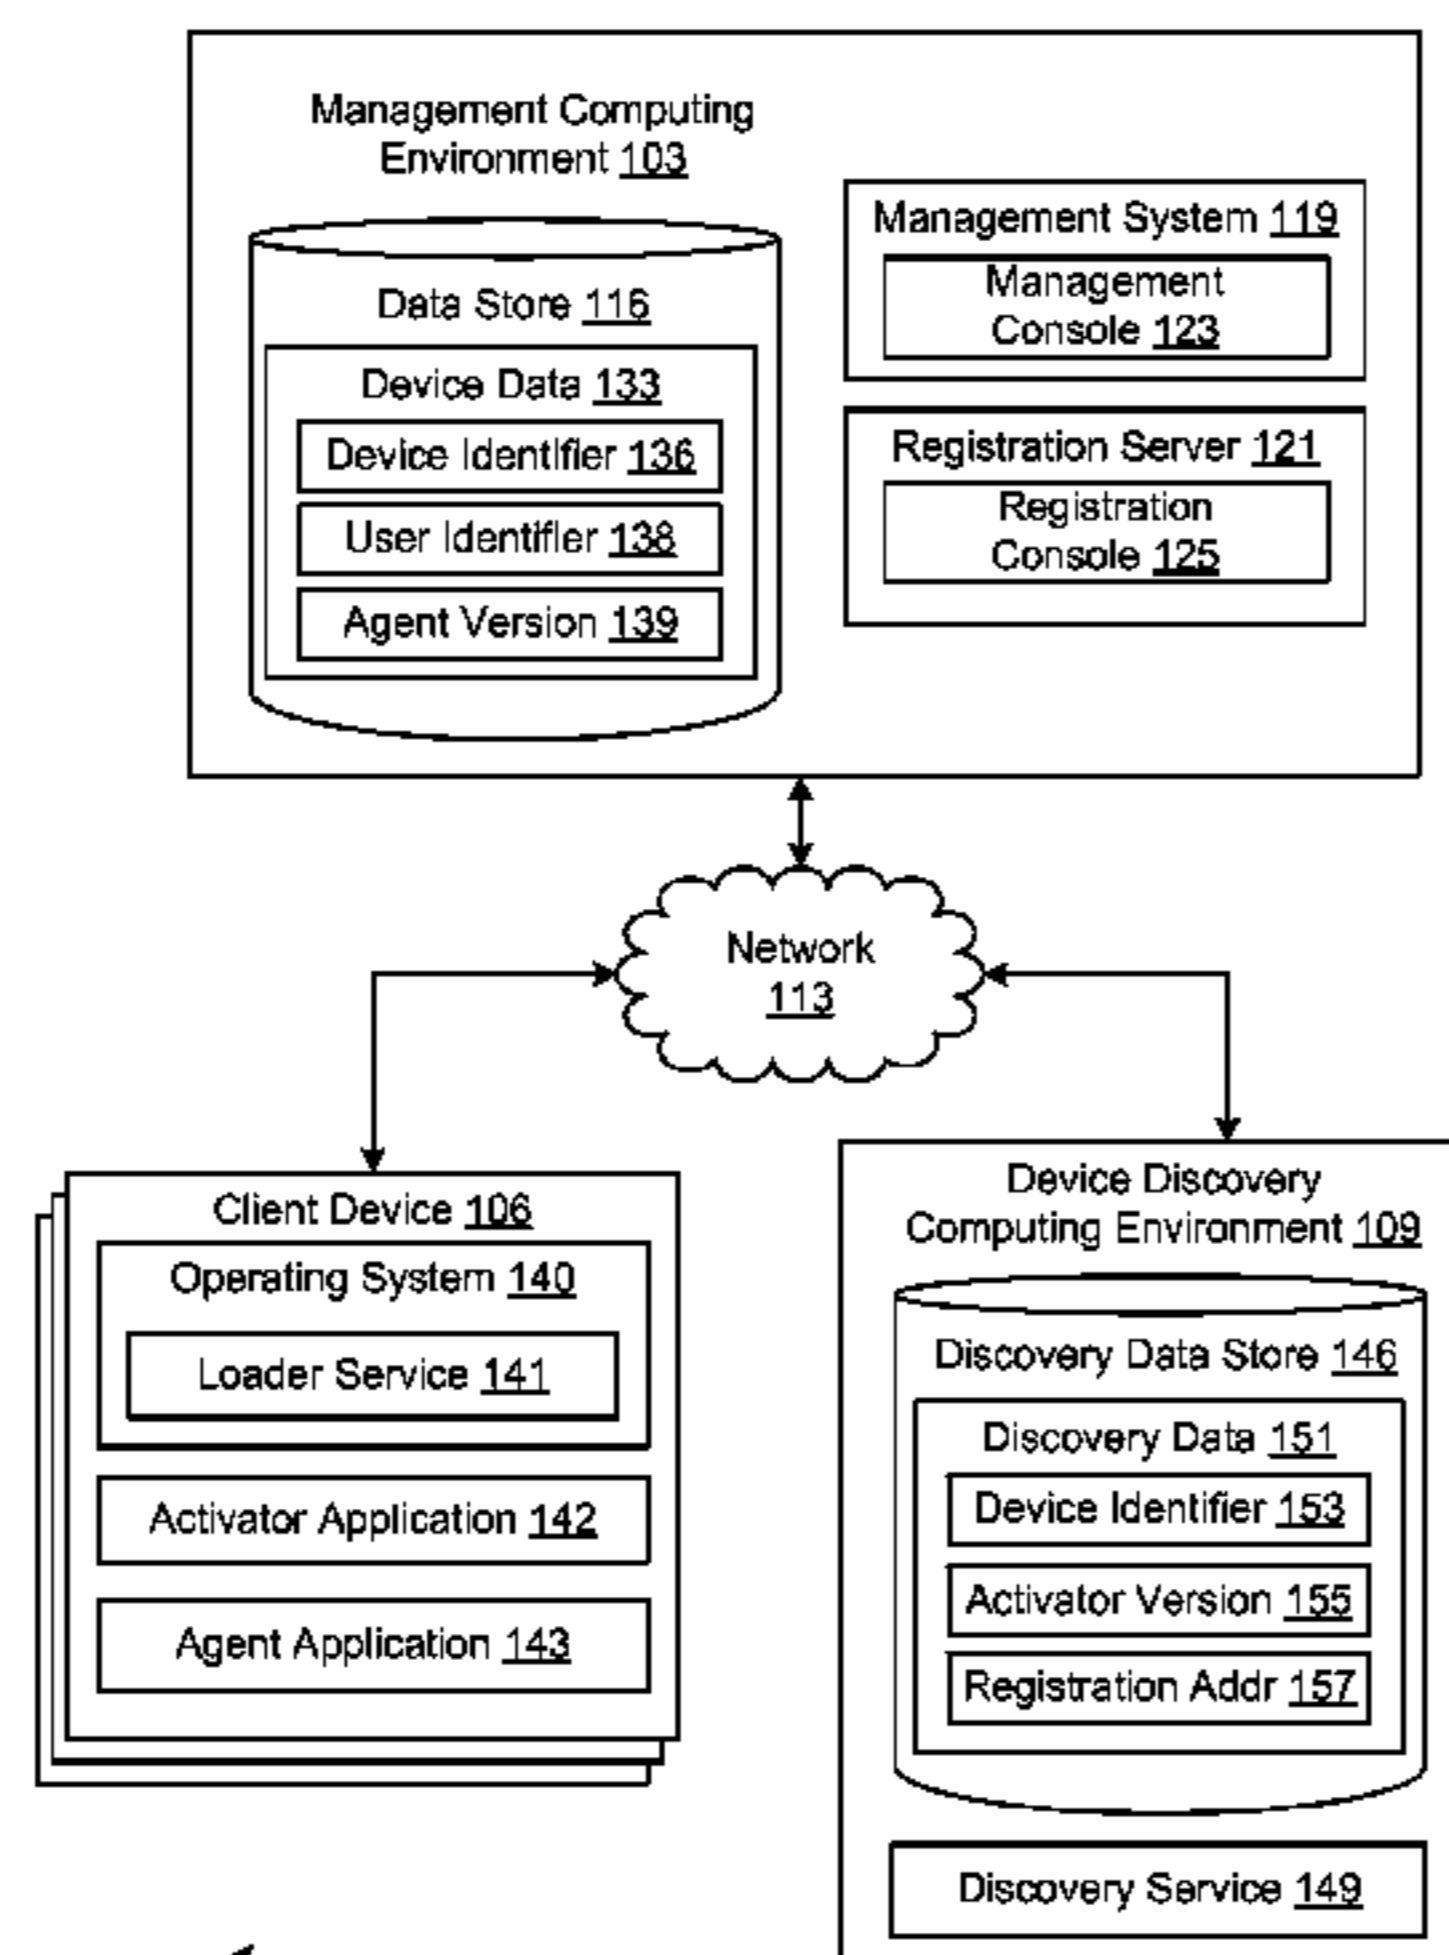 Management Computing
Environment 103
Data Store 116
Device Data 133
Device Identifier 136
User Identifier 138
Agent Version 139
Management System 119
Management
Console 123
Registration Server 121
Registration
Console 125
Network
113
Client Device 106
Operating System 140
Loader Service 141
Activator Application 142
Agent Application 143
Device Discovery
Computing Environment 109
Discovery Data Store 146
Discovery Data 151
Device Identifier 153
Activator Version 155
Registration Addr 157
Discovery Service 149